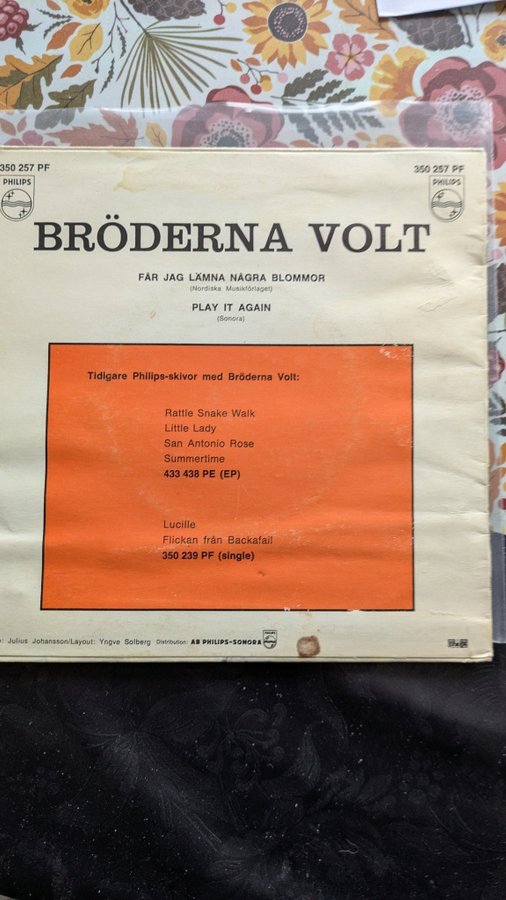 350 257 PF
350 257 PF
PHILIPS
PHILIPS
BRÖDERNA VOLT
FÅR JAG LÄMNA NÅGRA BLOMMOR
(Nordiska Musikförlaget)
PLAY IT AGAIN
(Sonora)
Tidigare Philips-skivor med Bröderna Volt:
Rattle Snake Walk
Little Lady
San Antonio Rose
Summertime
433 438 PE (EP)
Lucille
Flickan från Backafall
350 239 PF (single)
: Julius Johansson/Layout: Yngve Solberg Distribution: AB PHILIPS-SONORA